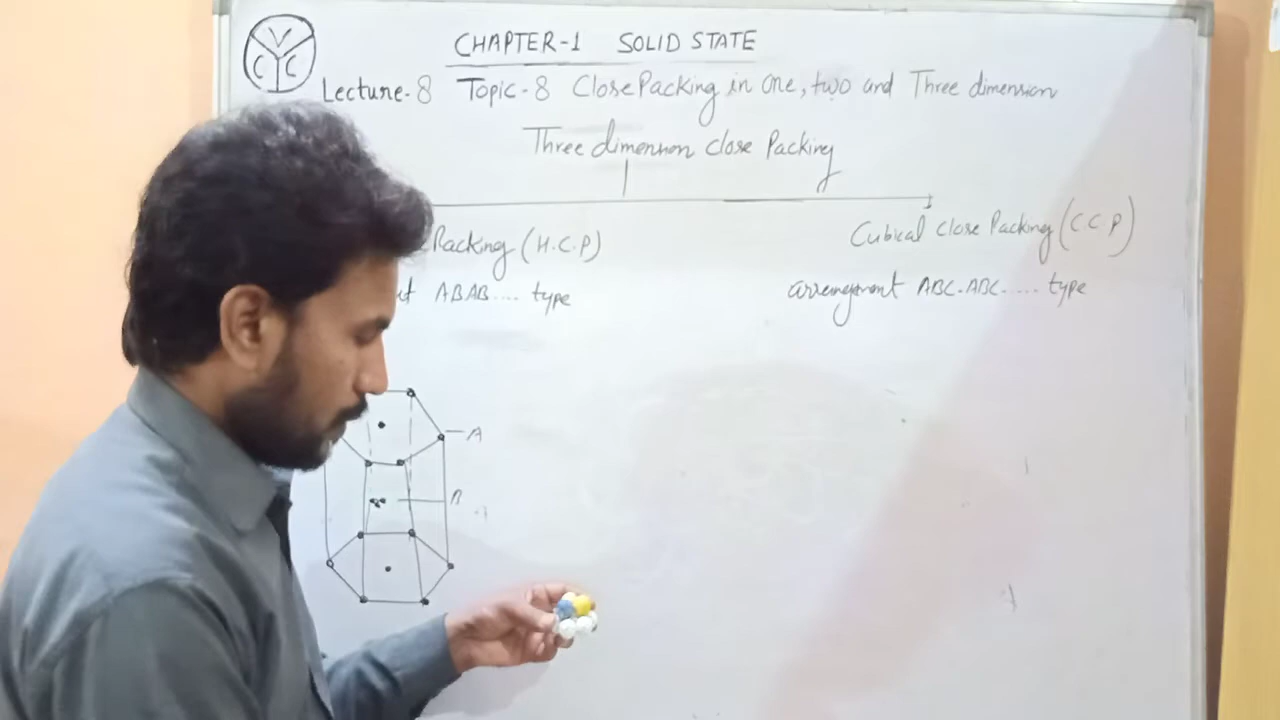 V
C C
CHAPTER-1 SOLID STATE
Lecture-8 Topic-8 Close Packing in one, two and Three dimension
Three dimension close Packing
Packing (H.C.P)
Cubical close Packing (C C P)
ABAB.... type
arrangement ABC-ABC..... type
A
B